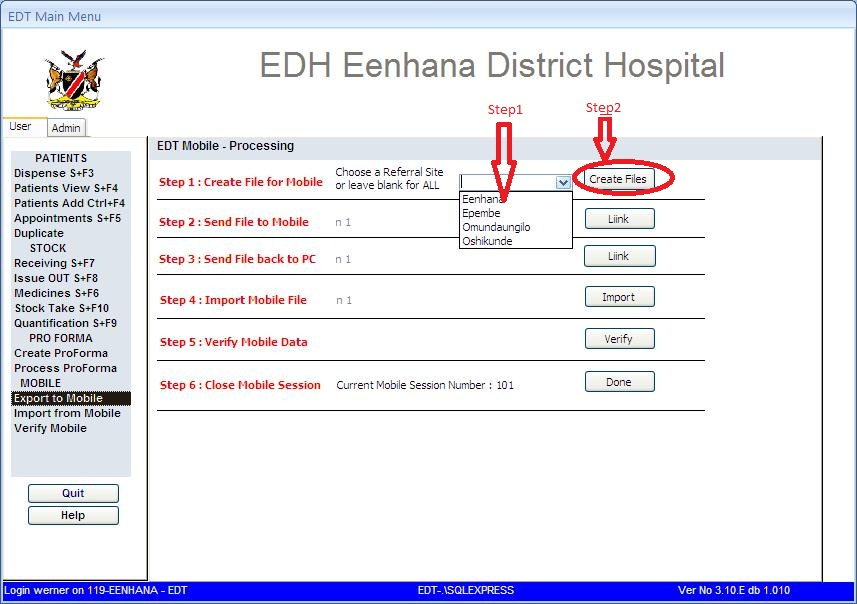 EDT Main Menu
EDH Eenhana District Hospital
Step1
Step2
User
Admin
EDT Mobile - Processing
PATIENTS
Dispense S+F3
Patients View S+F4
Patients Add Ctrl+F4
Appointments S+F5
Duplicate
STOCK
Receiving S+F7
Issue OUT S+F8
Medicines S+F6
Stock Take S+F10
Quantification S+F9
PRO FORMA
Create ProForma
Process ProForma
MOBILE
Export to Mobile
Import from Mobile
Verify Mobile
Quit
Help
Step 1 : Create File for Mobile
Choose a Referral Site
or leave blank for ALL
Create Files
Eenhana
Epembe
Omundaungilo
Oshikunde
Step 2 : Send File to Mobile
n 1
Liink
Step 3 : Send File back to PC
n 1
Liink
Step 4 : Import Mobile File
n 1
Import
Step 5 : Verify Mobile Data
Verify
Step 6 : Close Mobile Session
Current Mobile Session Number : 101
Done
Login werner on 119-EENHANA - EDT
EDT-.\SQLEXPRESS
Ver No 3.10.E db 1.010